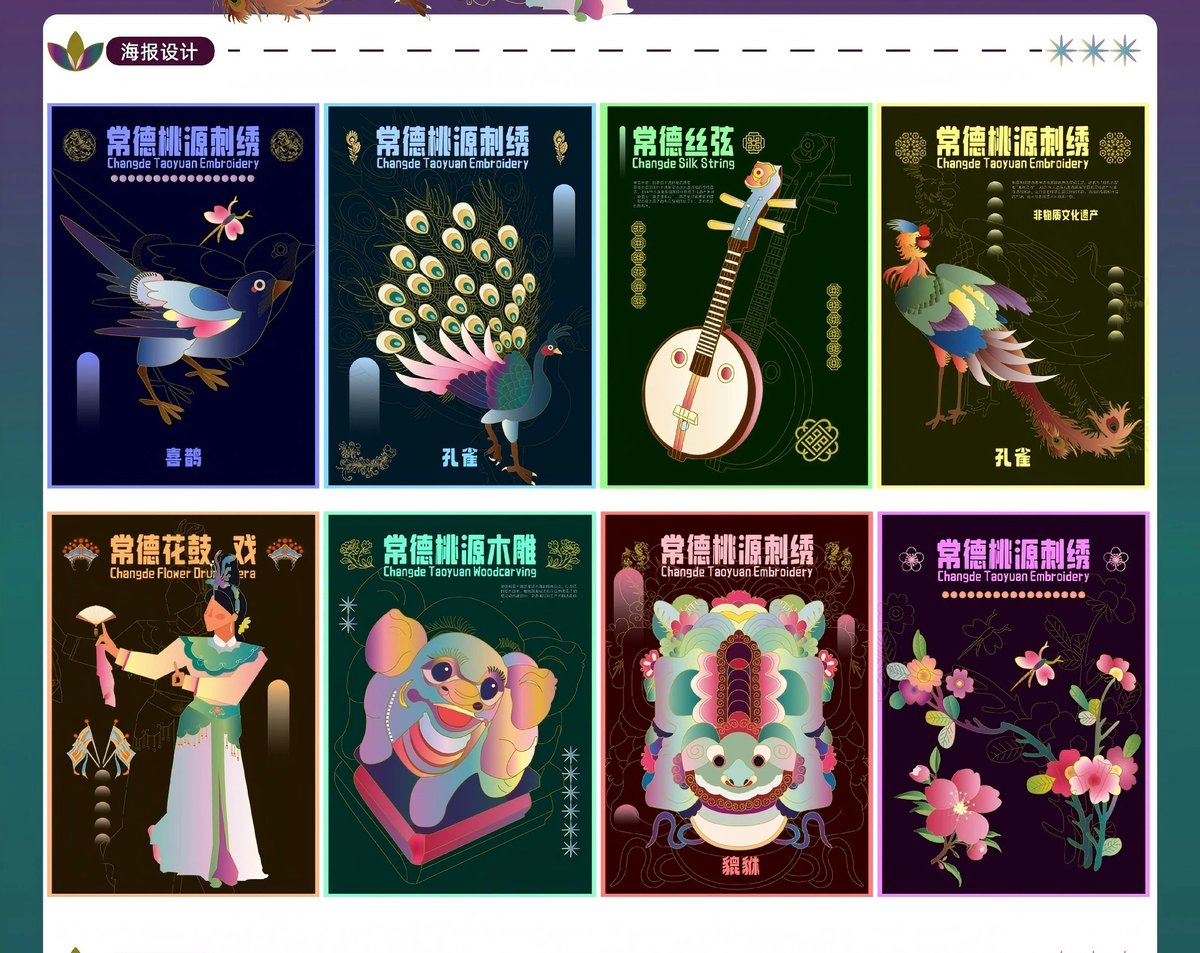 海报设计
常德桃源刺绣
Changde Taoyuan Embroidery
喜鹊
常德桃源刺绣
Changde Taoyuan Embroidery
孔雀
常德丝弦
Changde Silk String
常德桃源刺绣
Changde Taoyuan Embroidery
非物质文化遗产
孔雀
常德花鼓 戏
Changde Flower Dru era
常德桃源木雕
Changde Taoyuan Woodcarving
常德桃源刺绣
Changde Taoyuan Embroidery
貔貅
常德桃源刺绣
Changde Taoyuan Embroidery